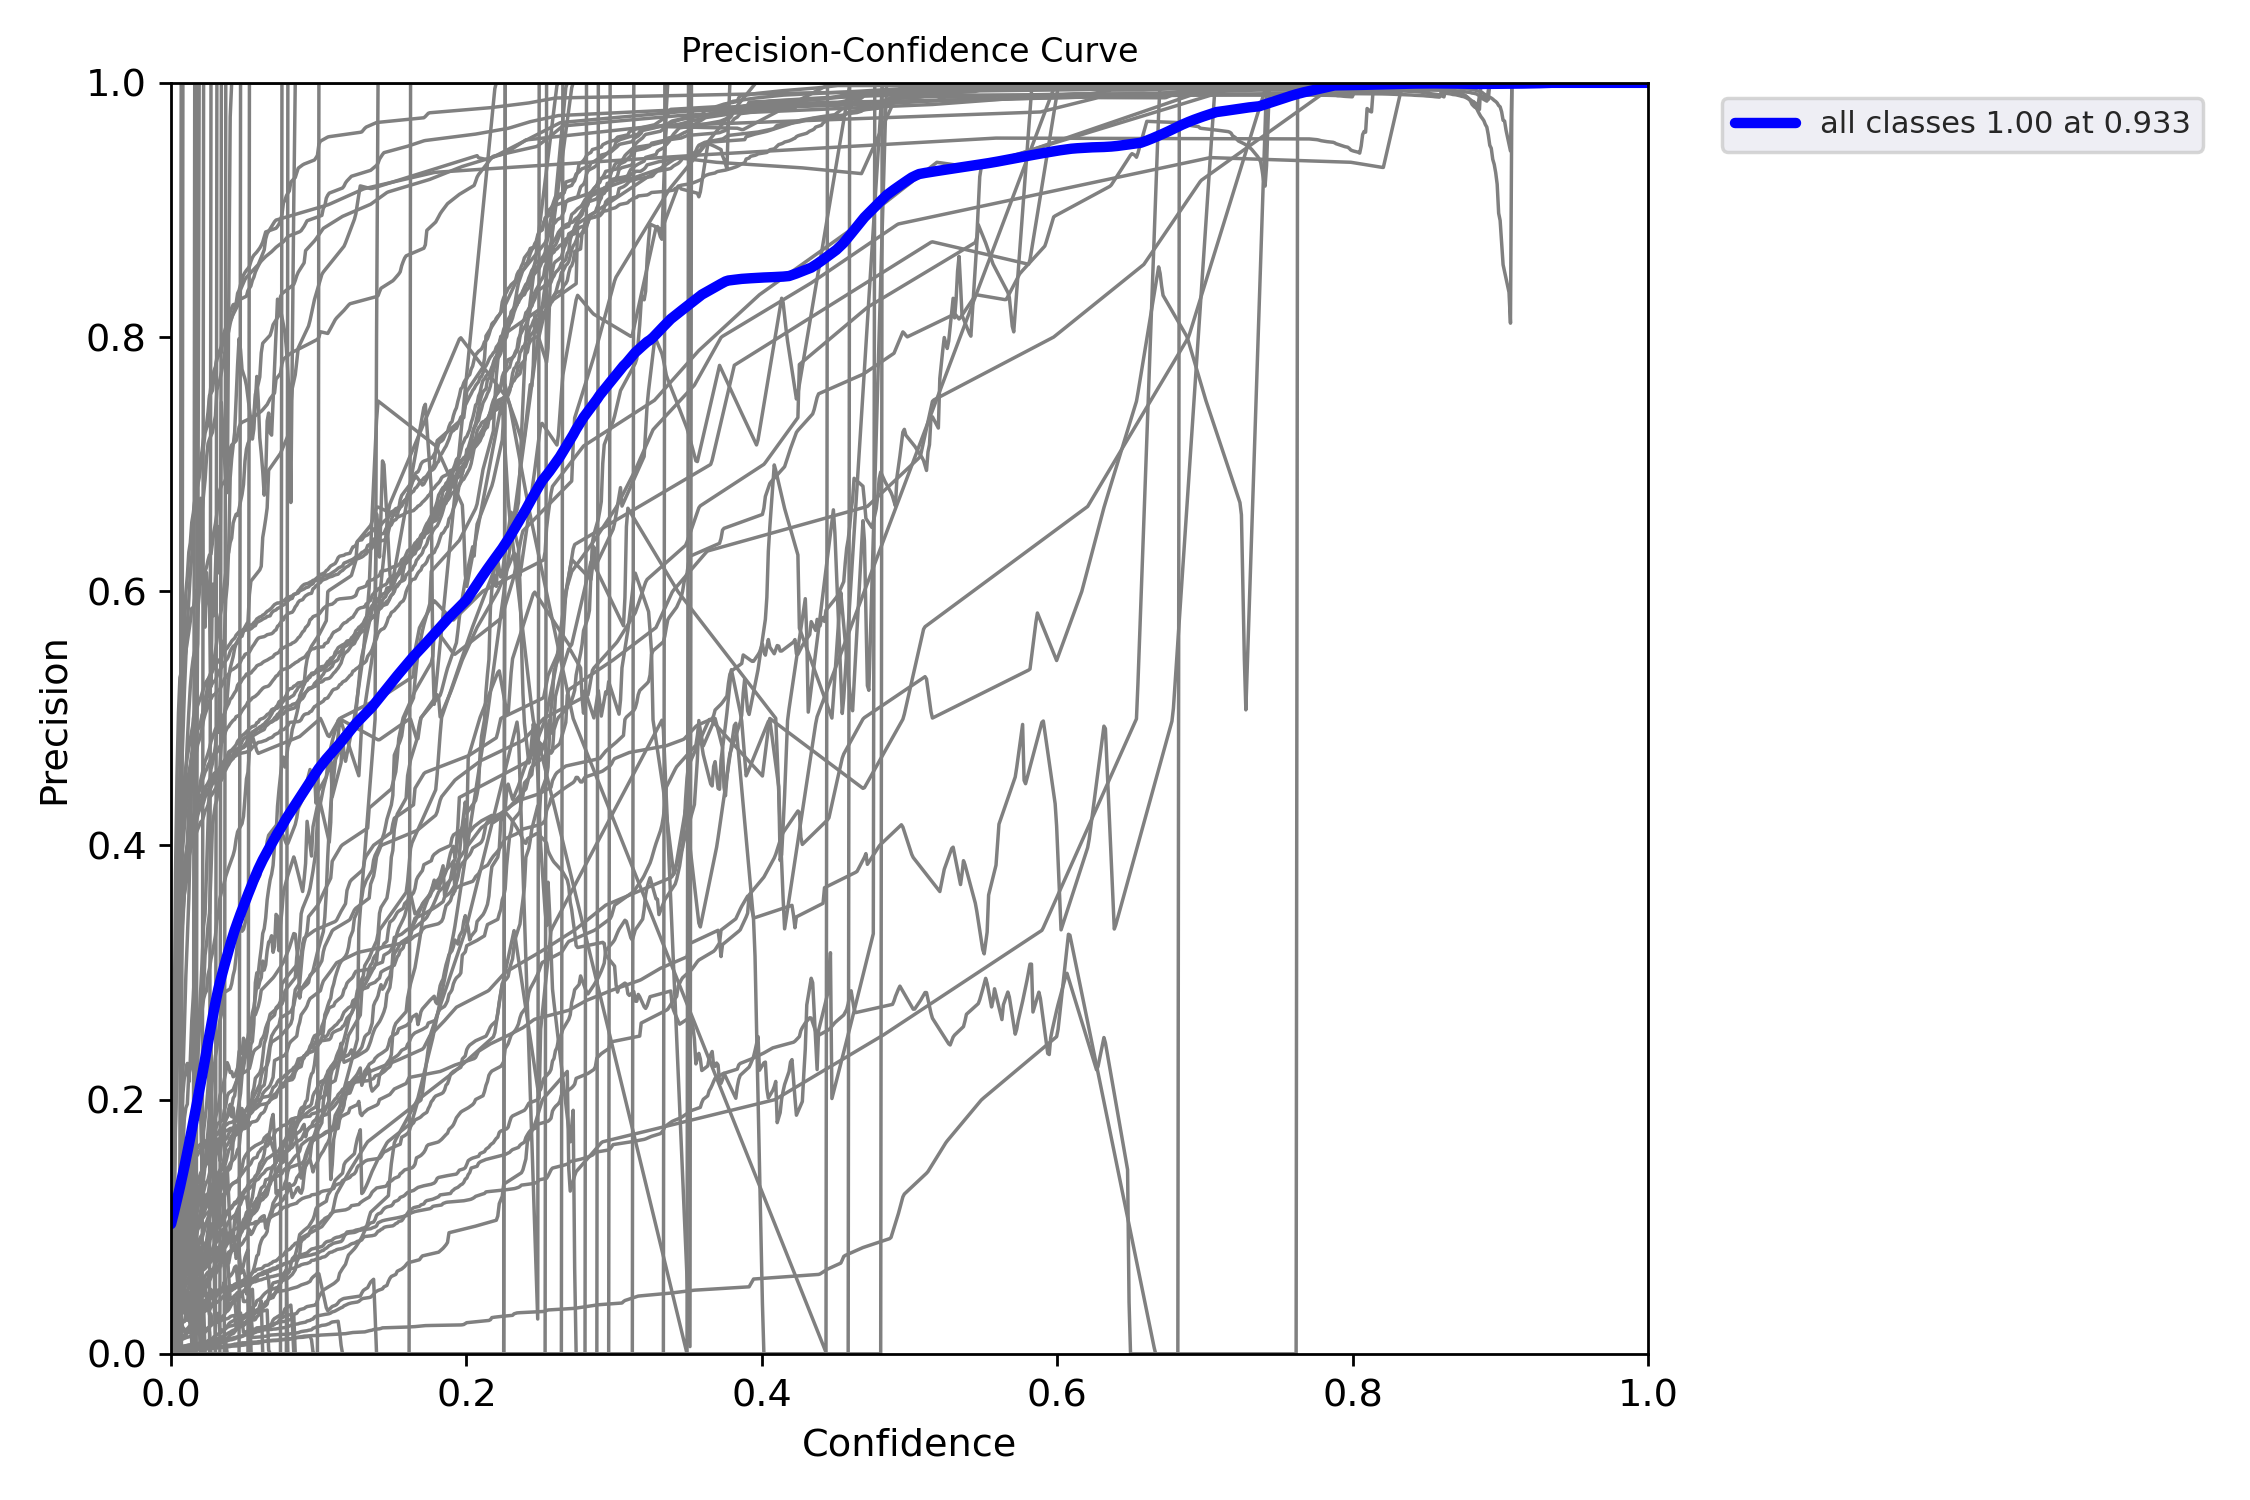 Precision-Confidence Curve
1.0
0.8
0.6
0.4
0.2
0.0
Precision
0.0 0.2 0.4 0.6 0.8 1.0
Confidence
all classes 1.00 at 0.933